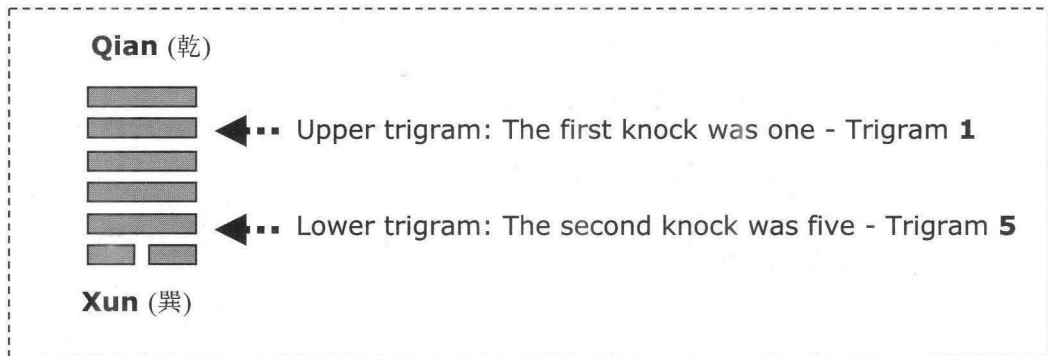 Qian (乾)
Upper trigram: The first knock was one - Trigram 1
Lower trigram: The second knock was five - Trigram 5
Xun (巽)